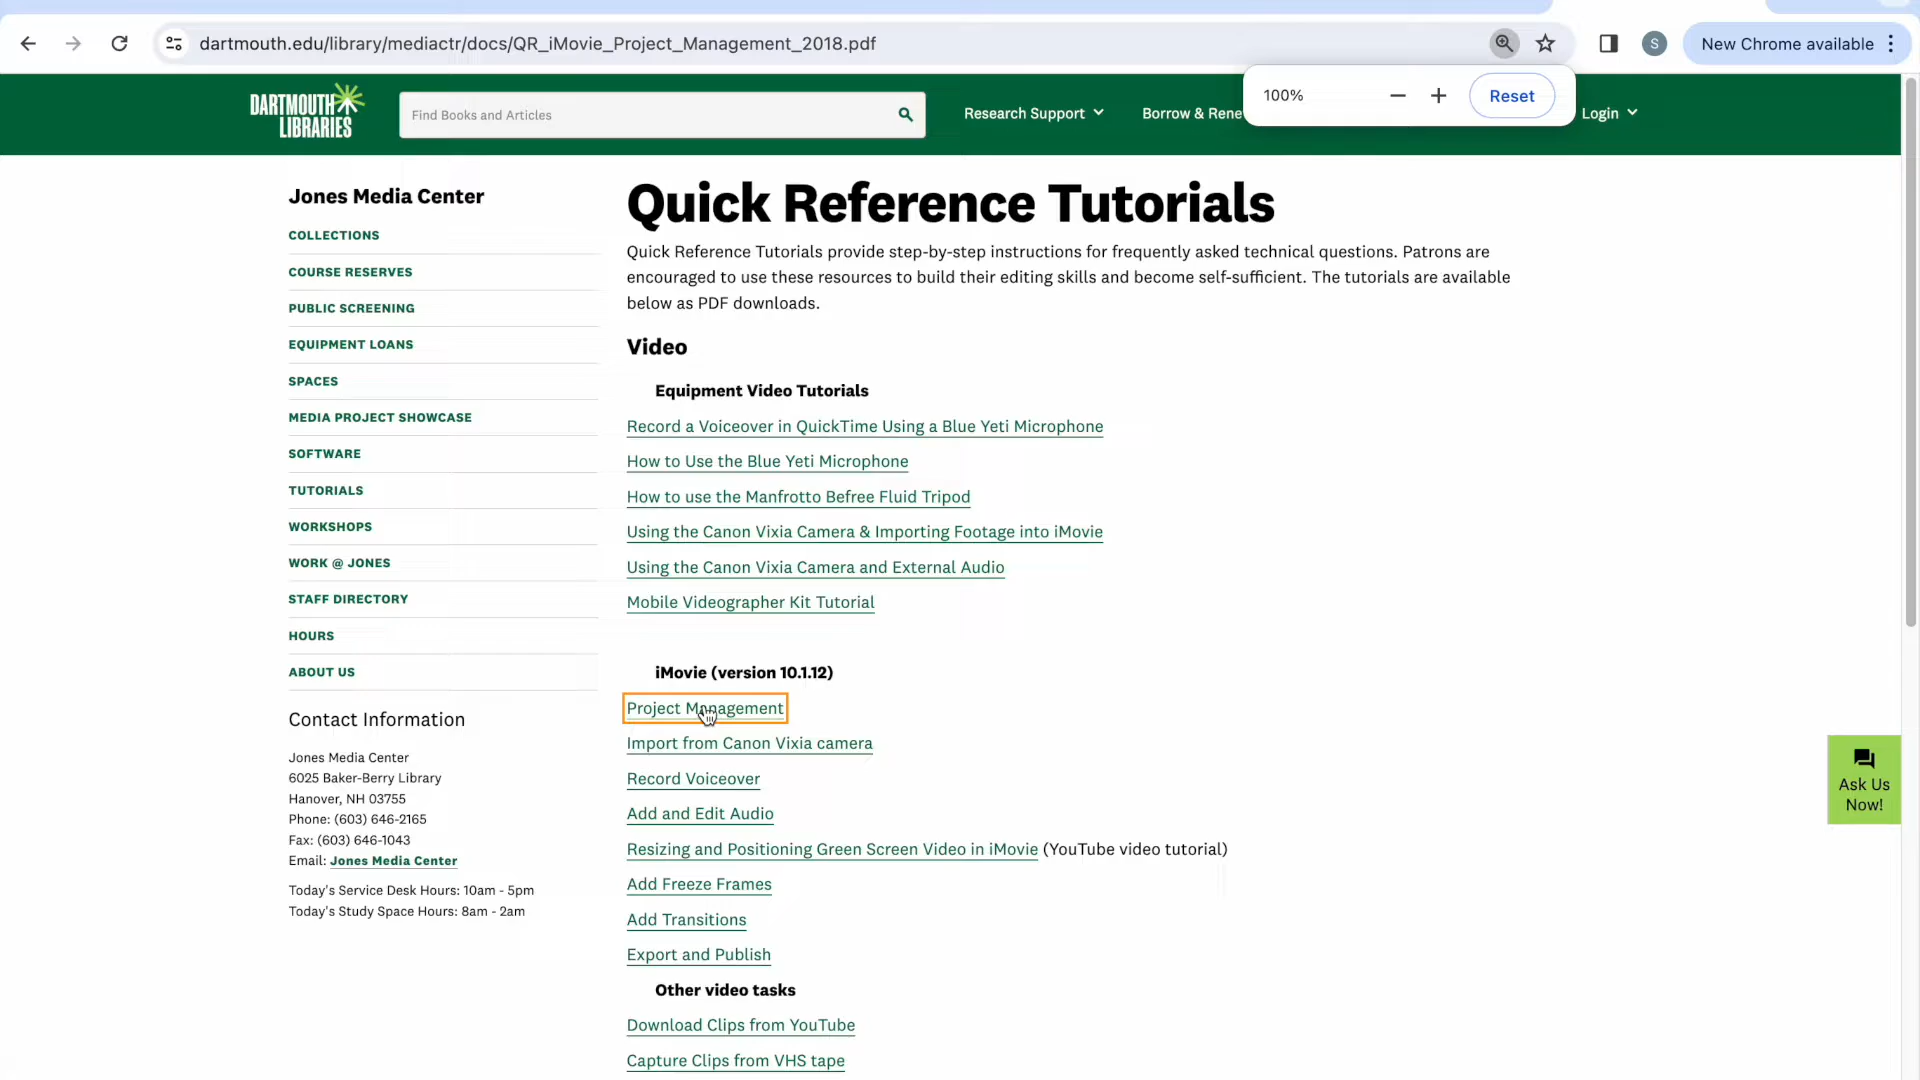 dartmouth.edu/library/mediactr/docs/QR_iMovie_Project_Management_2018.pdf
S
New Chrome available
100%
Reset
DARTMOUTH
LIBRARIES
Find Books and Articles
Research Support
Borrow & Rene
Login
Jones Media Center
COLLECTIONS
COURSE RESERVES
PUBLIC SCREENING
EQUIPMENT LOANS
SPACES
MEDIA PROJECT SHOWCASE
SOFTWARE
TUTORIALS
WORKSHOPS
WORK @ JONES
STAFF DIRECTORY
HOURS
ABOUT US
Contact Information
Jones Media Center
6025 Baker-Berry Library
Hanover, NH 03755
Phone: (603) 646-2165
Fax: (603) 646-1043
Email: Jones Media Center
Today's Service Desk Hours: 10am - 5pm
Today's Study Space Hours: 8am - 2am
Quick Reference Tutorials
Quick Reference Tutorials provide step-by-step instructions for frequently asked technical questions. Patrons are
encouraged to use these resources to build their editing skills and become self-sufficient. The tutorials are available
below as PDF downloads.
Video
Equipment Video Tutorials
Record a Voiceover in QuickTime Using a Blue Yeti Microphone
How to Use the Blue Yeti Microphone
How to use the Manfrotto Befree Fluid Tripod
Using the Canon Vixia Camera & Importing Footage into iMovie
Using the Canon Vixia Camera and External Audio
Mobile Videographer Kit Tutorial
iMovie (version 10.1.12)
Project Management
Import from Canon Vixia camera
Record Voiceover
Add and Edit Audio
Resizing and Positioning Green Screen Video in iMovie (YouTube video tutorial)
Add Freeze Frames
Add Transitions
Export and Publish
Other video tasks
Download Clips from YouTube
Capture Clips from VHS tape
Ask Us
Now!